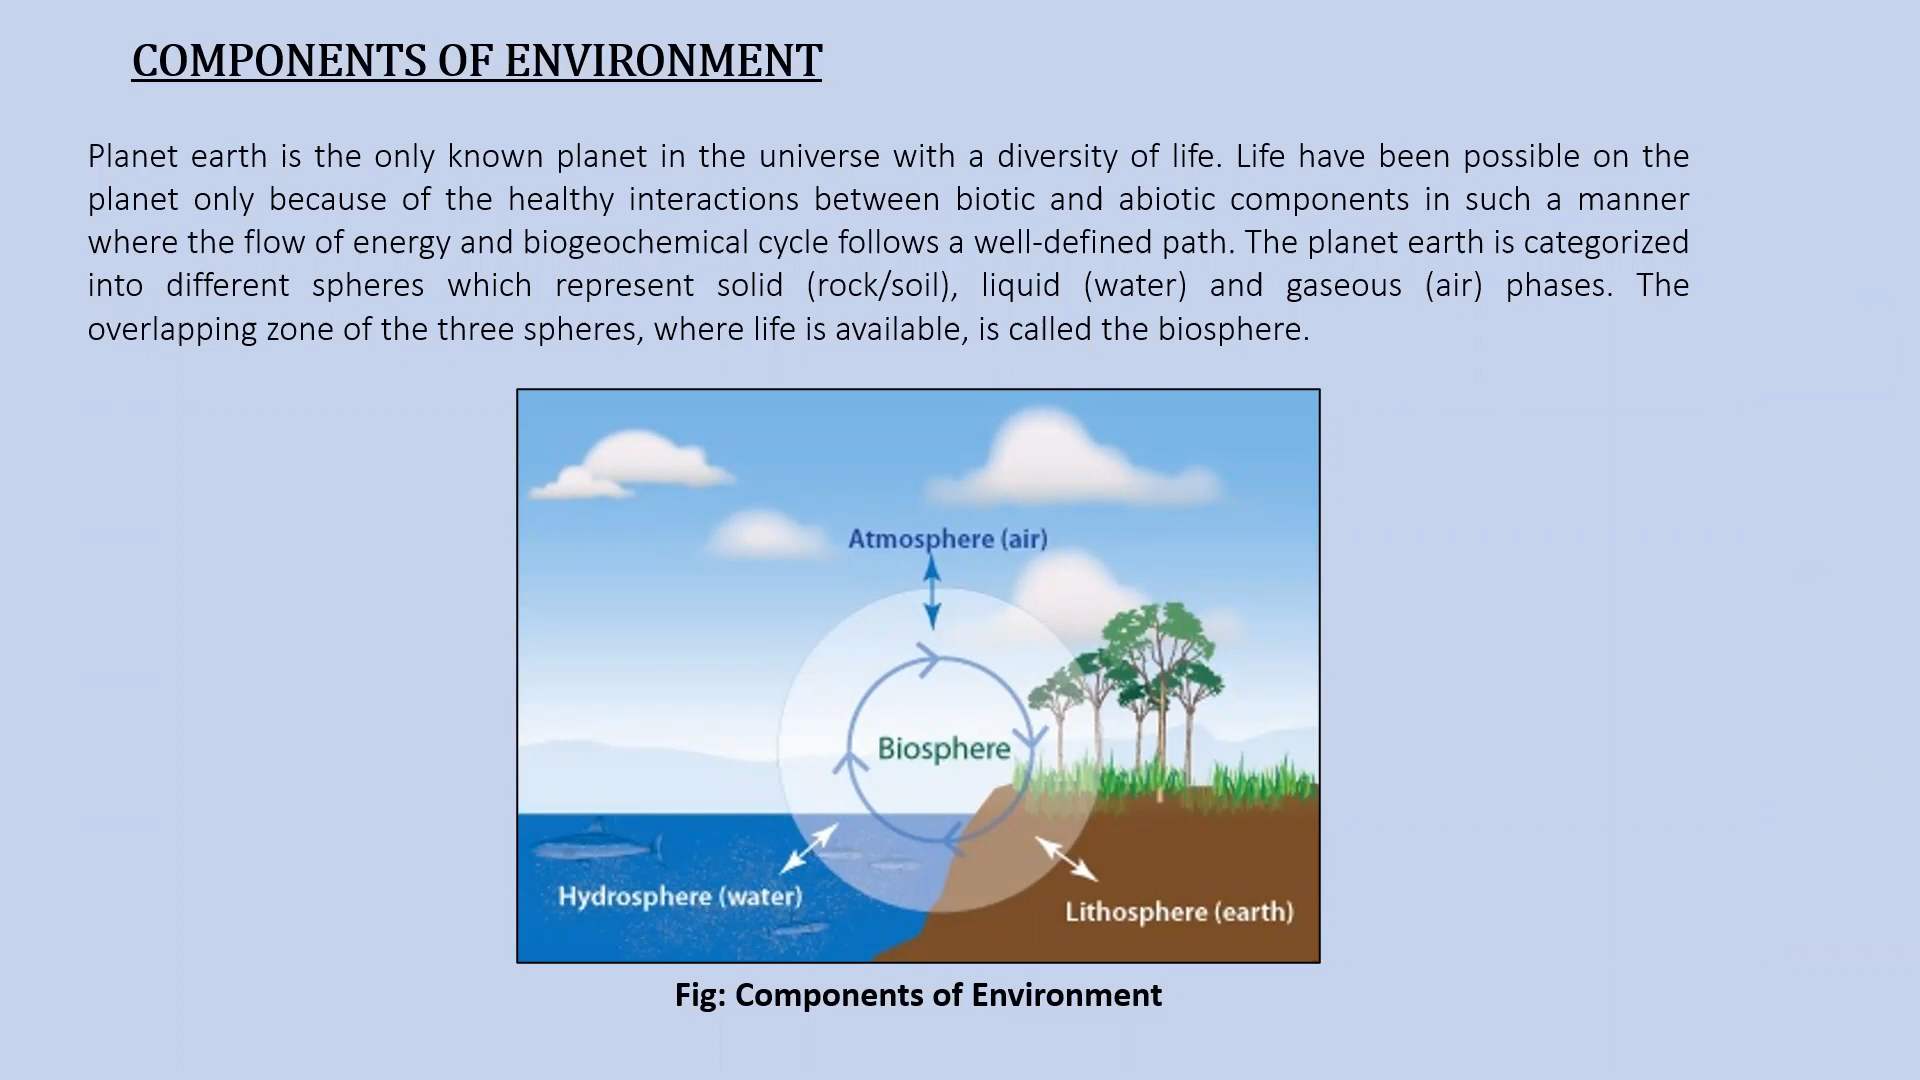 COMPONENTS OF ENVIRONMENT
Planet earth is the only known planet in the universe with a diversity of life. Life have been possible on the
planet only because of the healthy interactions between biotic and abiotic components in such a manner
where the flow of energy and biogeochemical cycle follows a well-defined path. The planet earth is categorized
into different spheres which represent solid (rock/soil), liquid (water) and gaseous (air) phases. The
overlapping zone of the three spheres, where life is available, is called the biosphere.
Atmosphere (air)
Biosphere
Hydrosphere (water)
Lithosphere (earth)
Fig: Components of Environment